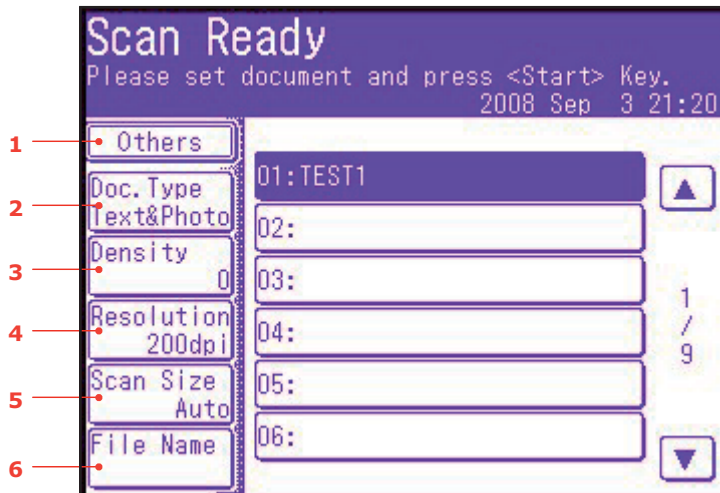 Scan Ready
Please set document and press <Start> Key.
2008 Sep 3 21:20
1
Others
2
Doc.Type
Text&Photo
3
Density
0
4
Resolution
200dpi
5
Scan Size
Auto
6
File Name
01:TEST1
02:
03:
04:
05:
06:
1
/
9